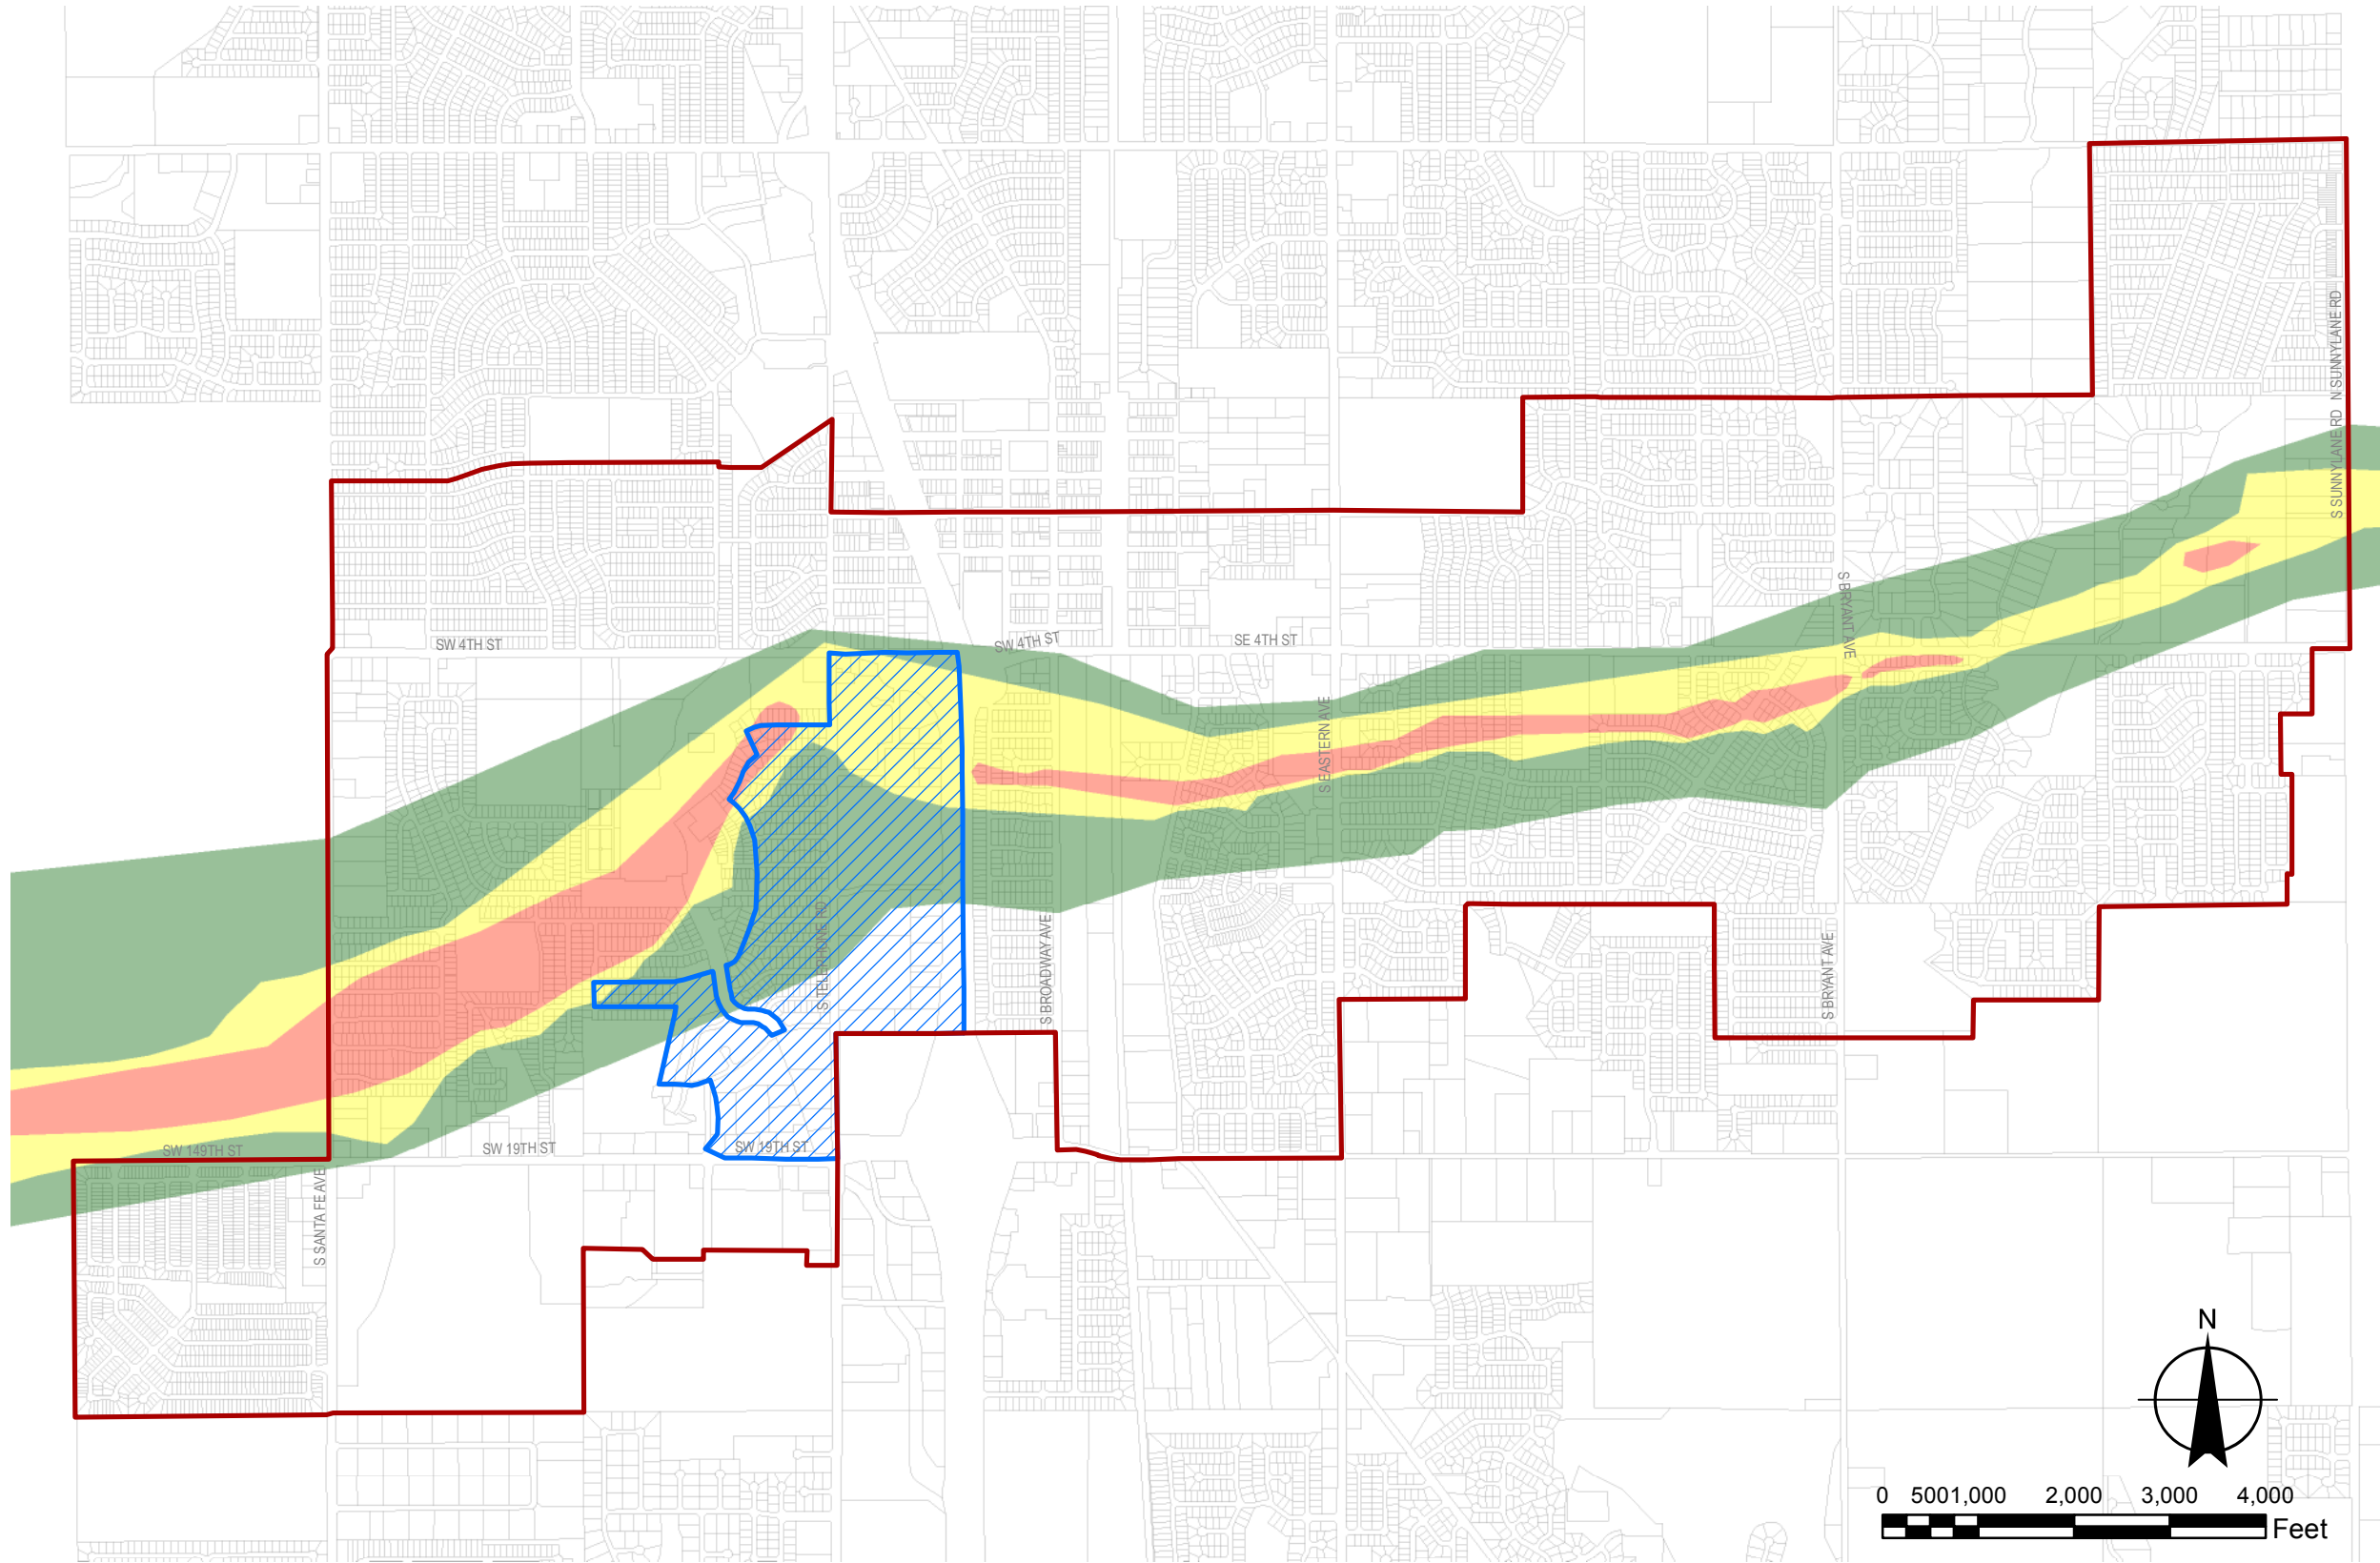 N SUNNYLANE RD
S SUNNYLANE RD
SW 4TH ST
SW 4TH ST
SE 4TH ST
S BRYANT AVE
S EASTERN AVE
S TELEPHONE RD
S BROADWAY AVE
S BRYANT AVE
SW 149TH ST
SW 19TH ST
SW 19TH ST
S SANTA FE AVE
N
0 500 1,000 2,000 3,000 4,000
Feet